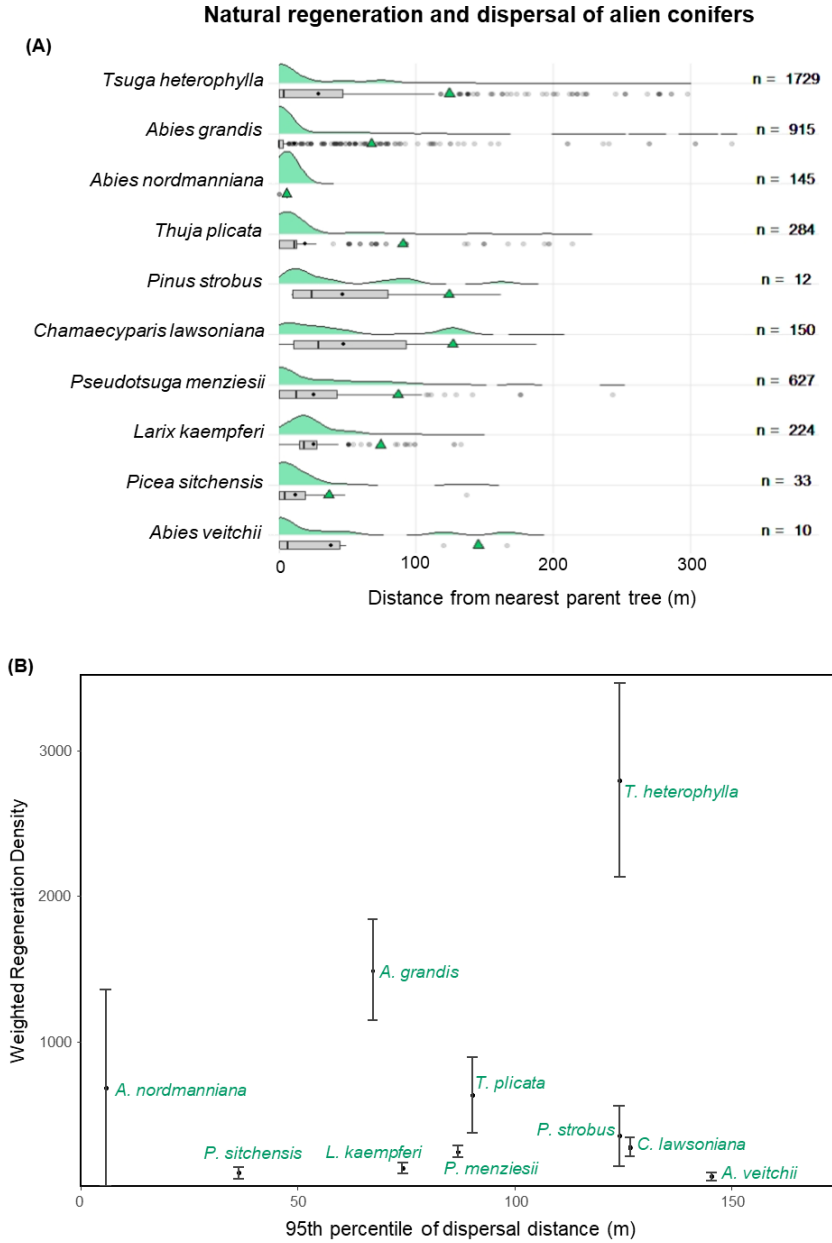 Natural regeneration and dispersal of alien conifers
(A)
Tsuga heterophylla n = 1729
Abies grandis n = 915
Abies nordmanniana n = 145
Thuja plicata n = 284
Pinus strobus n = 12
Chamaecyparis lawsoniana n = 150
Pseudotsuga menziesii n = 627
Larix kaempferi n = 224
Picea sitchensis n = 33
Abies veitchii n = 10
0 100 200 300
Distance from nearest parent tree (m)
(B)
Weighted Regeneration Density
3000
2000
1000
T. heterophylla
A. grandis
A. nordmanniana
T. plicata
P. strobus
C. lawsoniana
P. sitchensis
L. kaempferi
P. menziesii
A. veitchii
0 50 100 150
95th percentile of dispersal distance (m)